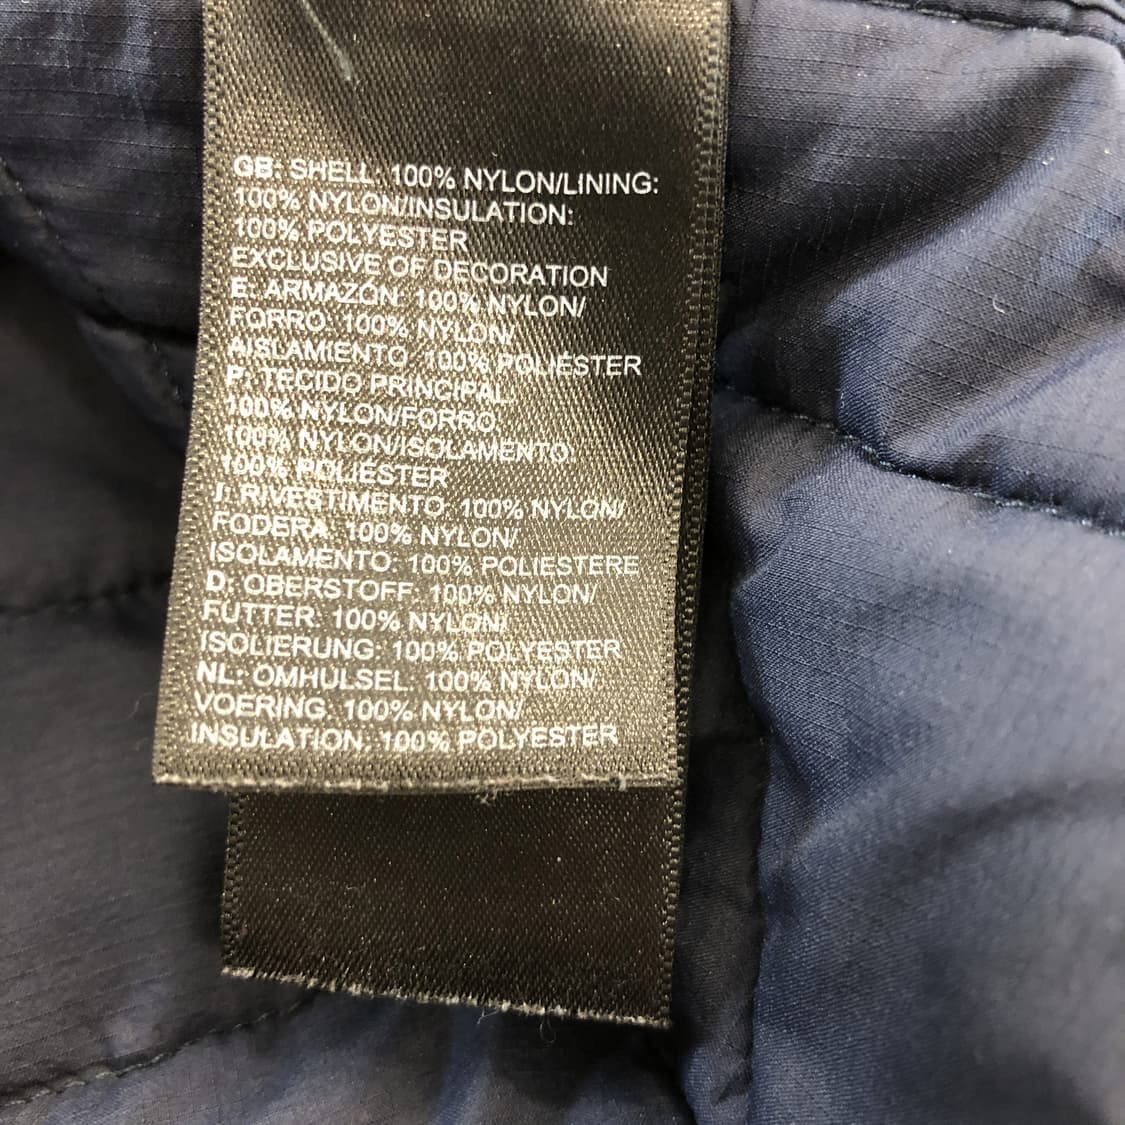 GB: SHELL: 100% NYLON/LINING:
100% NYLON/INSULATION:
100% POLYESTER
EXCLUSIVE OF DECORATION
E: ARMAZÓN: 100% NYLON/
FORRO: 100% NYLON/
AISLAMIENTO: 100% POLIÉSTER
P: TECIDO PRINCIPAL:
100% NYLON/FORRO:
100% NYLON/ISOLAMENTO:
100% POLIÉSTER
I: RIVESTIMENTO: 100% NYLON/
FODERA: 100% NYLON/
ISOLAMENTO: 100% POLIESTERE
D: OBERSTOFF: 100% NYLON/
FUTTER: 100% NYLON/
ISOLIERUNG: 100% POLYESTER
NL: OMHULSEL: 100% NYLON/
VOERING: 100% NYLON/
INSULATION: 100% POLYESTER